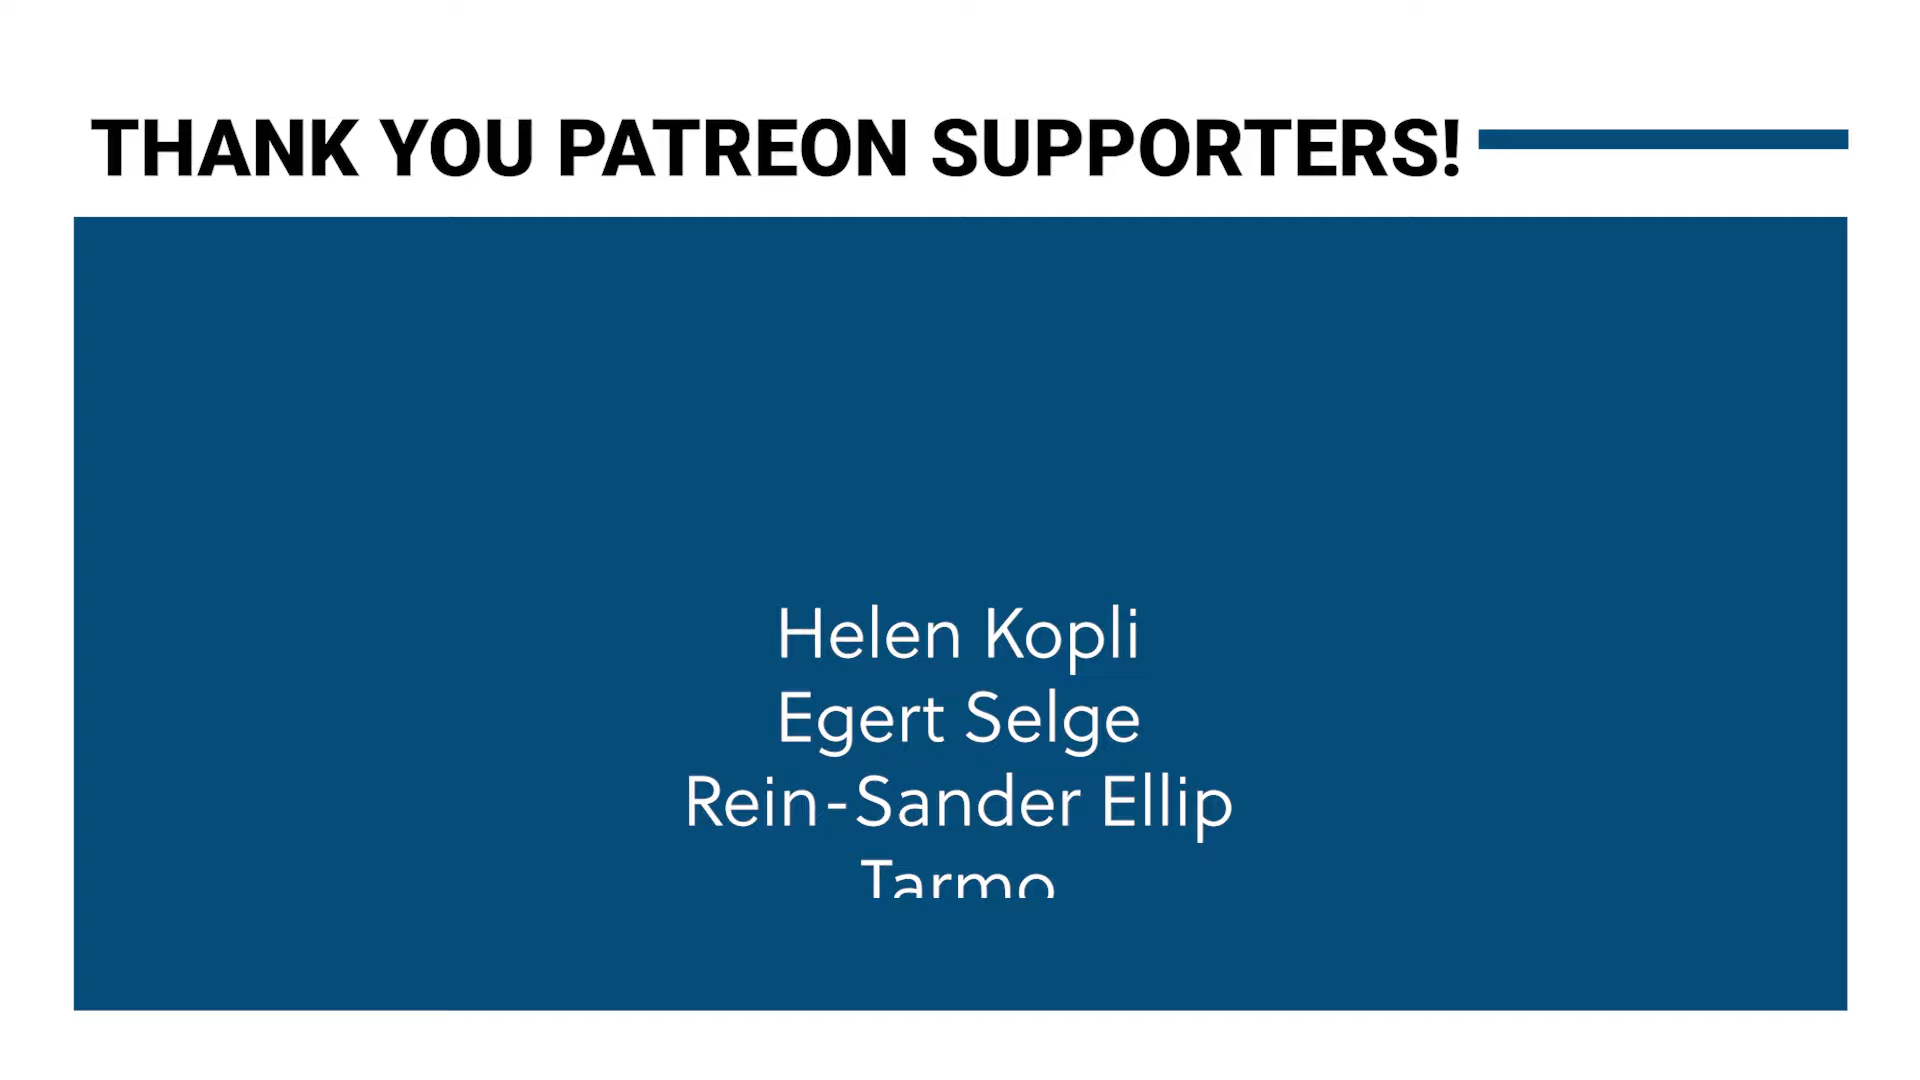 THANK YOU PATREON SUPPORTERS!
Helen Kopli
Egert Selge
Rein-Sander Ellip
Tarmo